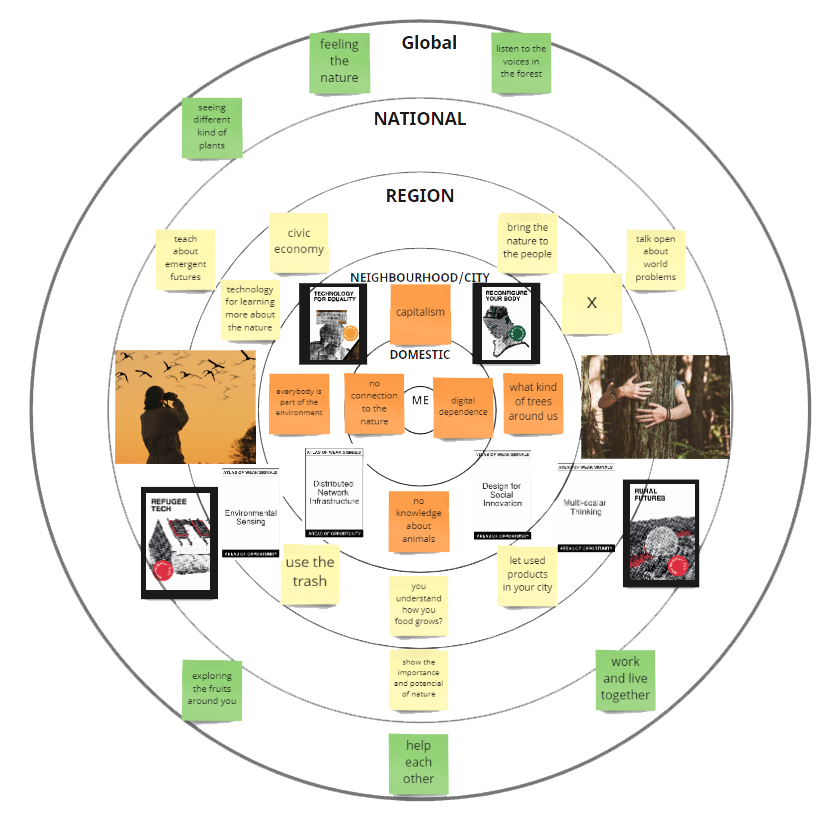 Global
feeling
the
nature
listen to the
voices in
the forest
seeing
different
kind of
plants
NATIONAL
REGION
civic
economy
bring the
nature to
the people
teach
about
emergent
futures
talk open
about
world
problems
NEIGHBOURHOOD/CITY
technology
for learning
more about
the nature
TECHNOLOGY
FOR EQUALITY
capitalism
RECONFIGURE
YOUR BODY
X
DOMESTIC
ME
everybody is
part of the
environment
no
connection
to the
nature
digital
dependence
what kind
of trees
around us
ATLAS OF WEAK SIGNALS
Distributed
Network
Infrastructure
AREAS OF OPPORTUNITY
ATLAS OF WEAK SIGNALS
Design for
Social
Innovation
AREAS OF OPPORTUNITY
ATLAS OF WEAK SIGNALS
Environmental
Sensing
AREAS OF OPPORTUNITY
ATLAS OF WEAK SIGNALS
Multi-scalar
Thinking
AREAS OF OPPORTUNITY
REFUGEE
TECH
RURAL
FUTURES
no
knowledge
about
animals
use the
trash
let used
products
in your city
you
understand
how you
food grows?
show the
importance
and potencial
of nature
exploring
the fruits
around you
work
and live
together
help
each
other